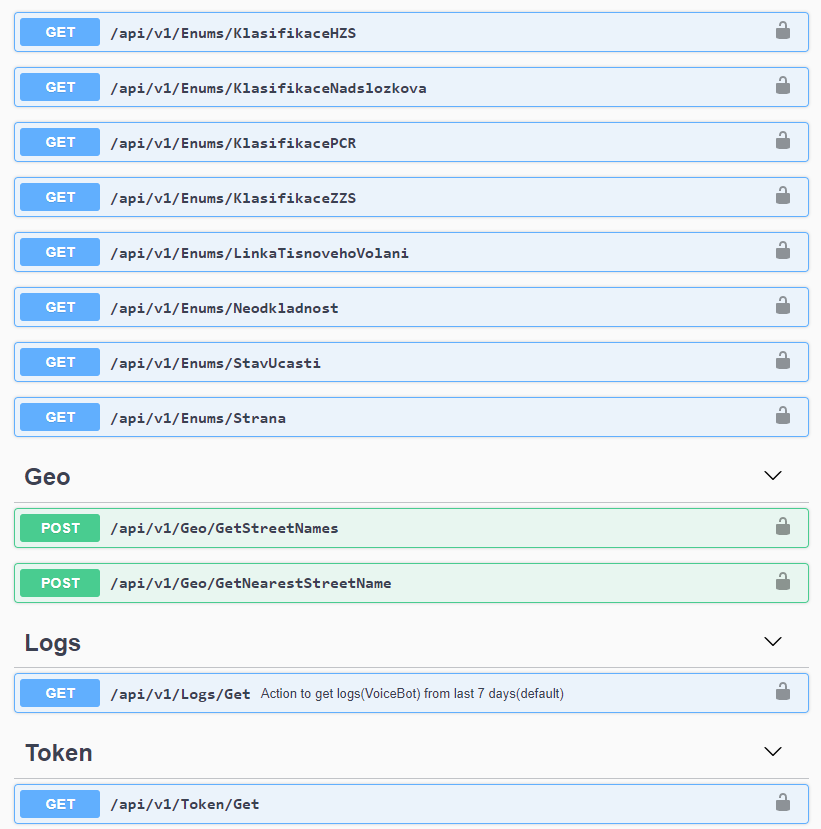 GET /api/v1/Enums/KlasifikaceHZS
GET /api/v1/Enums/KlasifikaceNadslozkova
GET /api/v1/Enums/KlasifikacePCR
GET /api/v1/Enums/KlasifikaceZZS
GET /api/v1/Enums/LinkaTisnovehoVolani
GET /api/v1/Enums/Neodkladnost
GET /api/v1/Enums/StavUcasti
GET /api/v1/Enums/Strana
Geo
POST /api/v1/Geo/GetStreetNames
POST /api/v1/Geo/GetNearestStreetName
Logs
GET /api/v1/Logs/Get Action to get logs(VoiceBot) from last 7 days(default)
Token
GET /api/v1/Token/Get